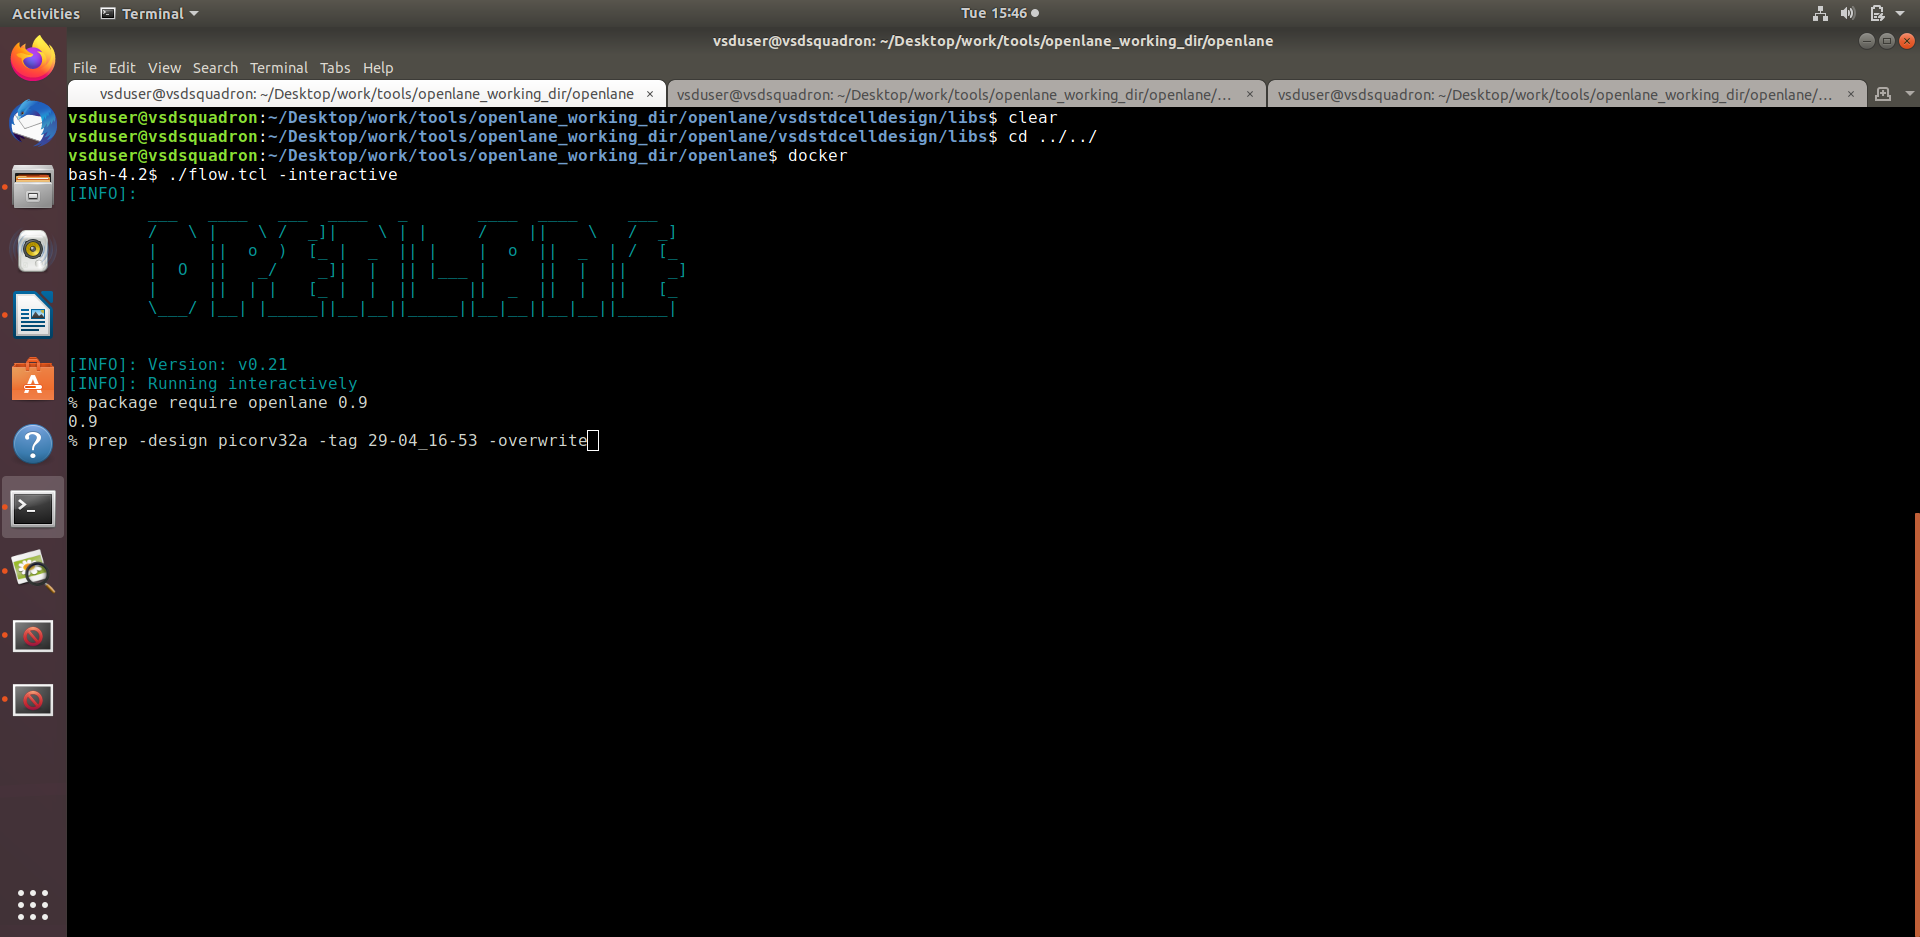 Activities Terminal Tue 15:46
vsduser@vsdsquadron: ~/Desktop/work/tools/openlane_working_dir/openlane
File Edit View Search Terminal Tabs Help
vsduser@vsdsquadron: ~/Desktop/work/tools/openlane_working_dir/openlane × vsduser@vsdsquadron: ~/Desktop/work/tools/openlane_working_dir/openlane/... × vsduser@vsdsquadron: ~/Desktop/work/tools/openlane_working_dir/openlane/... ×
vsduser@vsdsquadron:~/Desktop/work/tools/openlane_working_dir/openlane/vsdstdcelldesign/libs$ clear
vsduser@vsdsquadron:~/Desktop/work/tools/openlane_working_dir/openlane/vsdstdcelldesign/libs$ cd ../../
vsduser@vsdsquadron:~/Desktop/work/tools/openlane_working_dir/openlane$ docker
bash-4.2$ ./flow.tcl -interactive
[INFO]:
OPENLANE
[INFO]: Version: v0.21
[INFO]: Running interactively
% package require openlane 0.9
0.9
% prep -design picorv32a -tag 29-04_16-53 -overwrite